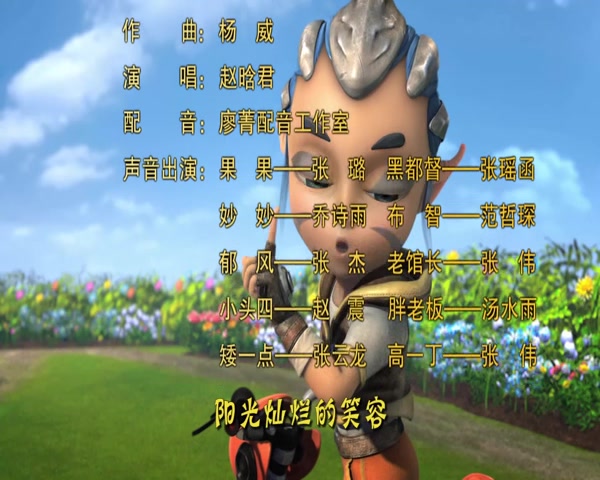 作 曲：杨 威
演 唱：赵晗君
配 音：廖菁配音工作室
声音出演：果 果——张 璐 黑都督——张瑶函
妙 妙——乔诗雨 布 智——范哲琛
郁 风——张 杰 老馆长——张 伟
小头四——赵 震 胖老板——汤水雨
矮一点——张云龙 高一丁——张 伟
阳光灿烂的笑容